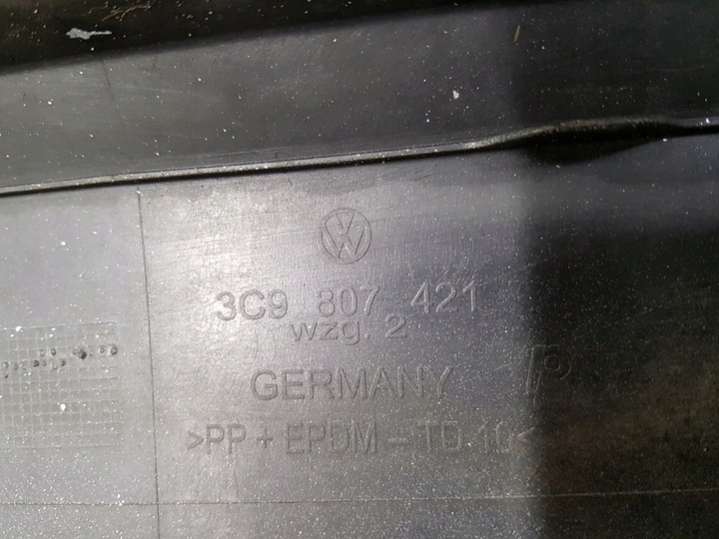 3C9 807 421
wzg. 2
GERMANY
>PP + EPDM - TD 10<